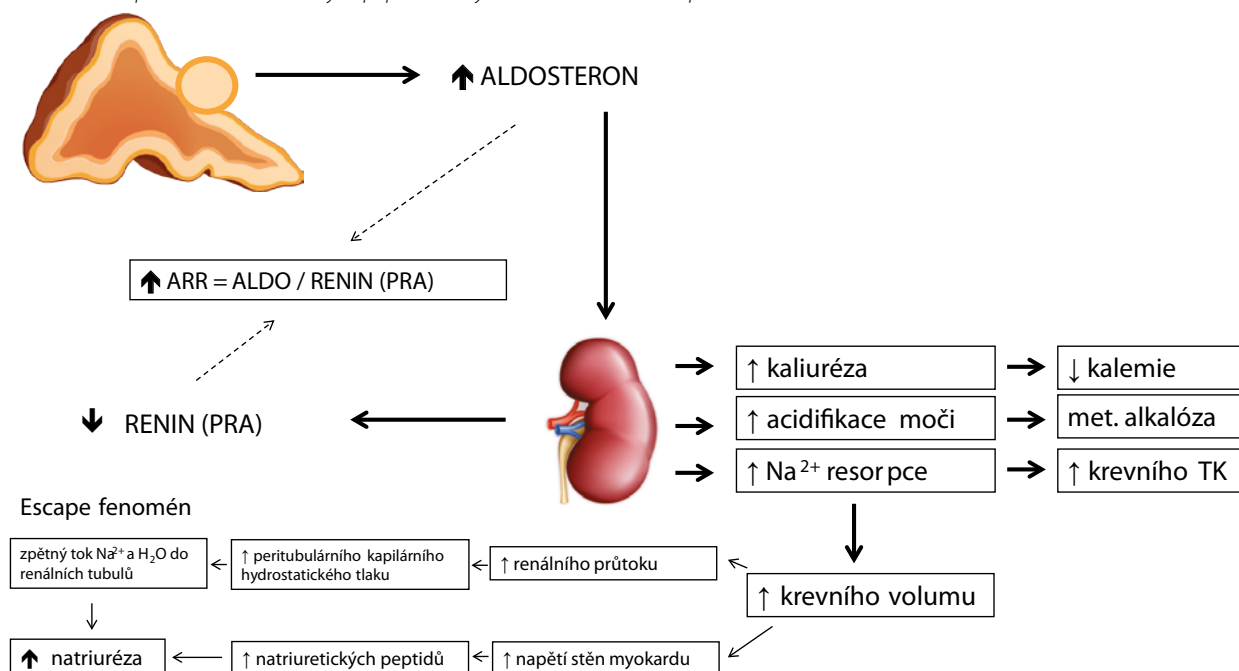 ↑ ALDOSTERON
↑ ARR = ALDO / RENIN (PRA)
↓ RENIN (PRA)
↑ kaliuréza
↓ kalemie
↑ acidifikace moči
met. alkalóza
↑ Na²⁺ resorpce
↑ krevního TK
Escape fenomén
zpětný tok Na²⁺ a H₂O do
renálních tubulů
↑ peritubulárního kapilárního
hydrostatického tlaku
↑ renálního průtoku
↑ krevního volumu
↑ natriuréza
↑ natriuretických peptidů
↑ napětí stěn myokardu